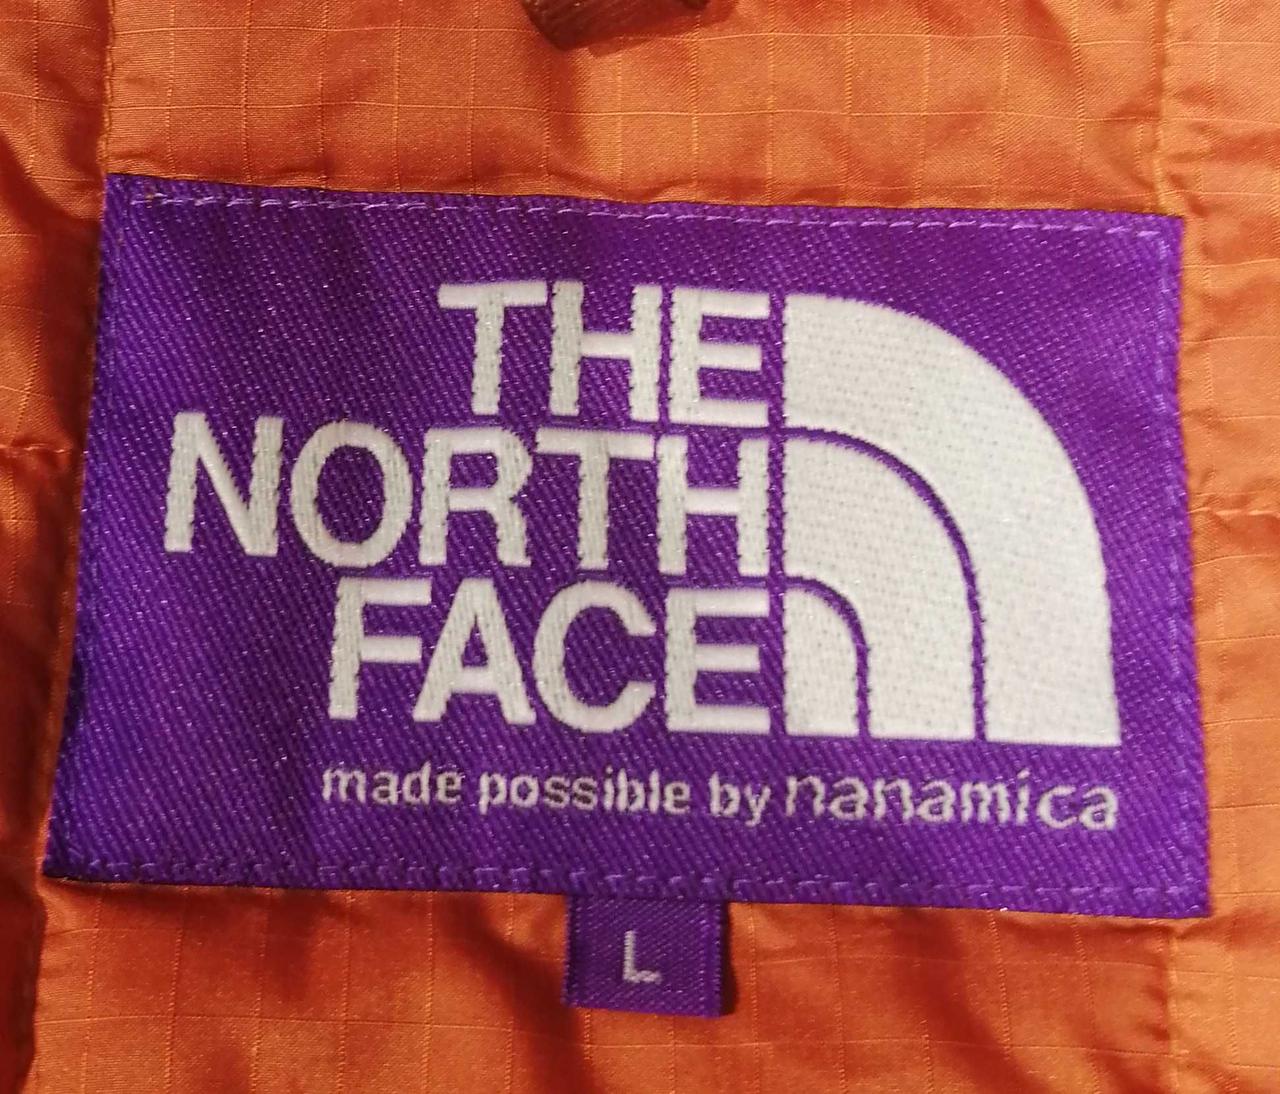 THE
NORTH
FACE
made possible by nanamica
L